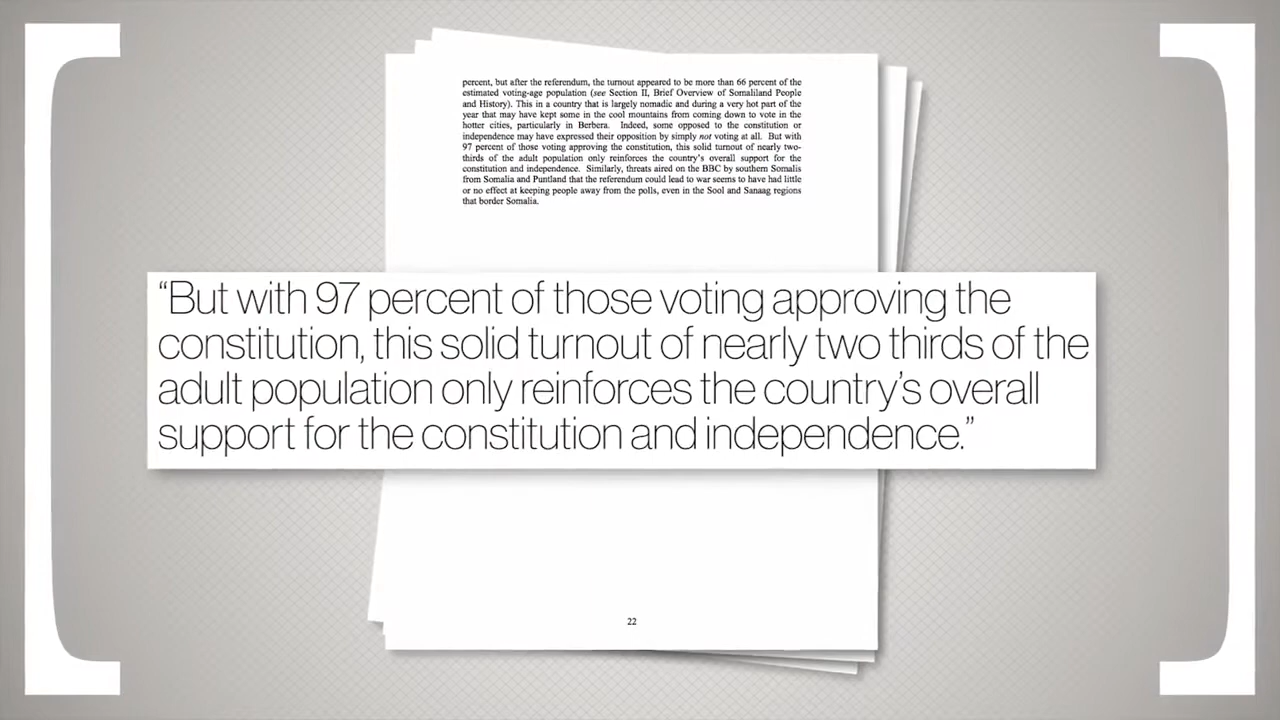 percent, but after the referendum, the turnout appeared to be more than 66 percent of the
estimated voting-age population (see Section II, Brief Overview of Somaliland People
and History). This in a country that is largely nomadic and during a very hot part of the
year that may have kept some in the cool mountains from coming down to vote in the
hotter cities, particularly in Berbera. Indeed, some opposed to the constitution or
independence may have expressed their opposition by simply not voting at all. But with
97 percent of those voting approving the constitution, this solid turnout of nearly two-
thirds of the adult population only reinforces the country's overall support for the
constitution and independence. Similarly, threats aired on the BBC by southern Somalis
from Somalia and Puntland that the referendum could lead to war seems to have had little
or no effect at keeping people away from the polls, even in the Sool and Sanaag regions
that border Somalia.
“But with 97 percent of those voting approving the
constitution, this solid turnout of nearly two thirds of the
adult population only reinforces the country’s overall
support for the constitution and independence.”
22